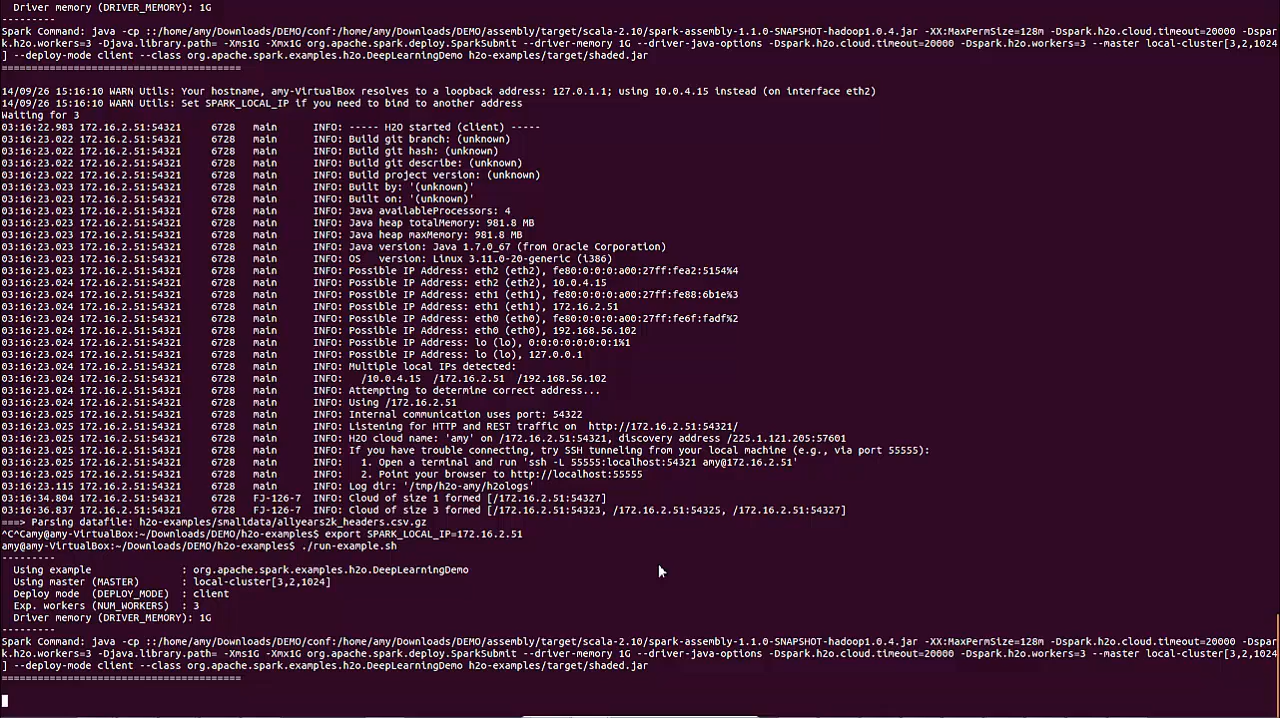 Driver memory (DRIVER_MEMORY): 1G
---------
Spark Command: java -cp ::/home/amy/Downloads/DEMO/conf:/home/amy/Downloads/DEMO/assembly/target/scala-2.10/spark-assembly-1.1.0-SNAPSHOT-hadoop1.0.4.jar -XX:MaxPermSize=128m -Dspark.h2o.cloud.timeout=20000 -Dspar
k.h2o.workers=3 -Djava.library.path= -Xms1G -Xmx1G org.apache.spark.deploy.SparkSubmit --driver-memory 1G --driver-java-options -Dspark.h2o.cloud.timeout=20000 -Dspark.h2o.workers=3 --master local-cluster[3,2,1024
] --deploy-mode client --class org.apache.spark.examples.h2o.DeepLearningDemo h2o-examples/target/shaded.jar
========================================
14/09/26 15:16:10 WARN Utils: Your hostname, amy-VirtualBox resolves to a loopback address: 127.0.1.1; using 10.0.4.15 instead (on interface eth2)
14/09/26 15:16:10 WARN Utils: Set SPARK_LOCAL_IP if you need to bind to another address
Waiting for 3
03:16:22.983 172.16.2.51:54321 6728 main INFO: ----- H2O started (client) -----
03:16:23.022 172.16.2.51:54321 6728 main INFO: Build git branch: (unknown)
03:16:23.022 172.16.2.51:54321 6728 main INFO: Build git hash: (unknown)
03:16:23.022 172.16.2.51:54321 6728 main INFO: Build git describe: (unknown)
03:16:23.022 172.16.2.51:54321 6728 main INFO: Build project version: (unknown)
03:16:23.023 172.16.2.51:54321 6728 main INFO: Built by: '(unknown)'
03:16:23.023 172.16.2.51:54321 6728 main INFO: Built on: '(unknown)'
03:16:23.023 172.16.2.51:54321 6728 main INFO: Java availableProcessors: 4
03:16:23.023 172.16.2.51:54321 6728 main INFO: Java heap totalMemory: 981.8 MB
03:16:23.023 172.16.2.51:54321 6728 main INFO: Java heap maxMemory: 981.8 MB
03:16:23.023 172.16.2.51:54321 6728 main INFO: Java version: Java 1.7.0_67 (from Oracle Corporation)
03:16:23.023 172.16.2.51:54321 6728 main INFO: OS   version: Linux 3.11.0-20-generic (i386)
03:16:23.024 172.16.2.51:54321 6728 main INFO: Possible IP Address: eth2 (eth2), fe80:0:0:0:a00:27ff:fea2:5154%4
03:16:23.024 172.16.2.51:54321 6728 main INFO: Possible IP Address: eth2 (eth2), 10.0.4.15
03:16:23.024 172.16.2.51:54321 6728 main INFO: Possible IP Address: eth1 (eth1), fe80:0:0:0:a00:27ff:fe88:6b1e%3
03:16:23.024 172.16.2.51:54321 6728 main INFO: Possible IP Address: eth1 (eth1), 172.16.2.51
03:16:23.024 172.16.2.51:54321 6728 main INFO: Possible IP Address: eth0 (eth0), fe80:0:0:0:a00:27ff:fe6f:fadf%2
03:16:23.024 172.16.2.51:54321 6728 main INFO: Possible IP Address: eth0 (eth0), 192.168.56.102
03:16:23.024 172.16.2.51:54321 6728 main INFO: Possible IP Address: lo (lo), 0:0:0:0:0:0:0:1%1
03:16:23.024 172.16.2.51:54321 6728 main INFO: Possible IP Address: lo (lo), 127.0.0.1
03:16:23.024 172.16.2.51:54321 6728 main INFO: Multiple local IPs detected:
03:16:23.024 172.16.2.51:54321 6728 main INFO:   /10.0.4.15  /172.16.2.51  /192.168.56.102
03:16:23.024 172.16.2.51:54321 6728 main INFO: Attempting to determine correct address...
03:16:23.024 172.16.2.51:54321 6728 main INFO: Using /172.16.2.51
03:16:23.025 172.16.2.51:54321 6728 main INFO: Internal communication uses port: 54322
03:16:23.025 172.16.2.51:54321 6728 main INFO: Listening for HTTP and REST traffic on  http://172.16.2.51:54321/
03:16:23.025 172.16.2.51:54321 6728 main INFO: H2O cloud name: 'amy' on /172.16.2.51:54321, discovery address /225.1.121.205:57601
03:16:23.025 172.16.2.51:54321 6728 main INFO: If you have trouble connecting, try SSH tunneling from your local machine (e.g., via port 55555):
03:16:23.025 172.16.2.51:54321 6728 main INFO:   1. Open a terminal and run 'ssh -L 55555:localhost:54321 amy@172.16.2.51'
03:16:23.025 172.16.2.51:54321 6728 main INFO:   2. Point your browser to http://localhost:55555
03:16:23.115 172.16.2.51:54321 6728 main INFO: Log dir: '/tmp/h2o-amy/h2ologs'
03:16:34.804 172.16.2.51:54321 6728 FJ-126-7 INFO: Cloud of size 1 formed [/172.16.2.51:54327]
03:16:36.837 172.16.2.51:54321 6728 FJ-126-7 INFO: Cloud of size 3 formed [/172.16.2.51:54323, /172.16.2.51:54325, /172.16.2.51:54327]
===> Parsing datafile: h2o-examples/smalldata/allyears2k_headers.csv.gz
^C^Camy@amy-VirtualBox:~/Downloads/DEMO/h2o-examples$ export SPARK_LOCAL_IP=172.16.2.51
amy@amy-VirtualBox:~/Downloads/DEMO/h2o-examples$ ./run-example.sh
---------
Using example : org.apache.spark.examples.h2o.DeepLearningDemo
Using master (MASTER) : local-cluster[3,2,1024]
Deploy mode (DEPLOY_MODE) : client
Exp. workers (NUM_WORKERS) : 3
Driver memory (DRIVER_MEMORY): 1G
---------
Spark Command: java -cp ::/home/amy/Downloads/DEMO/conf:/home/amy/Downloads/DEMO/assembly/target/scala-2.10/spark-assembly-1.1.0-SNAPSHOT-hadoop1.0.4.jar -XX:MaxPermSize=128m -Dspark.h2o.cloud.timeout=20000 -Dspar
k.h2o.workers=3 -Djava.library.path= -Xms1G -Xmx1G org.apache.spark.deploy.SparkSubmit --driver-memory 1G --driver-java-options -Dspark.h2o.cloud.timeout=20000 -Dspark.h2o.workers=3 --master local-cluster[3,2,1024
] --deploy-mode client --class org.apache.spark.examples.h2o.DeepLearningDemo h2o-examples/target/shaded.jar
========================================